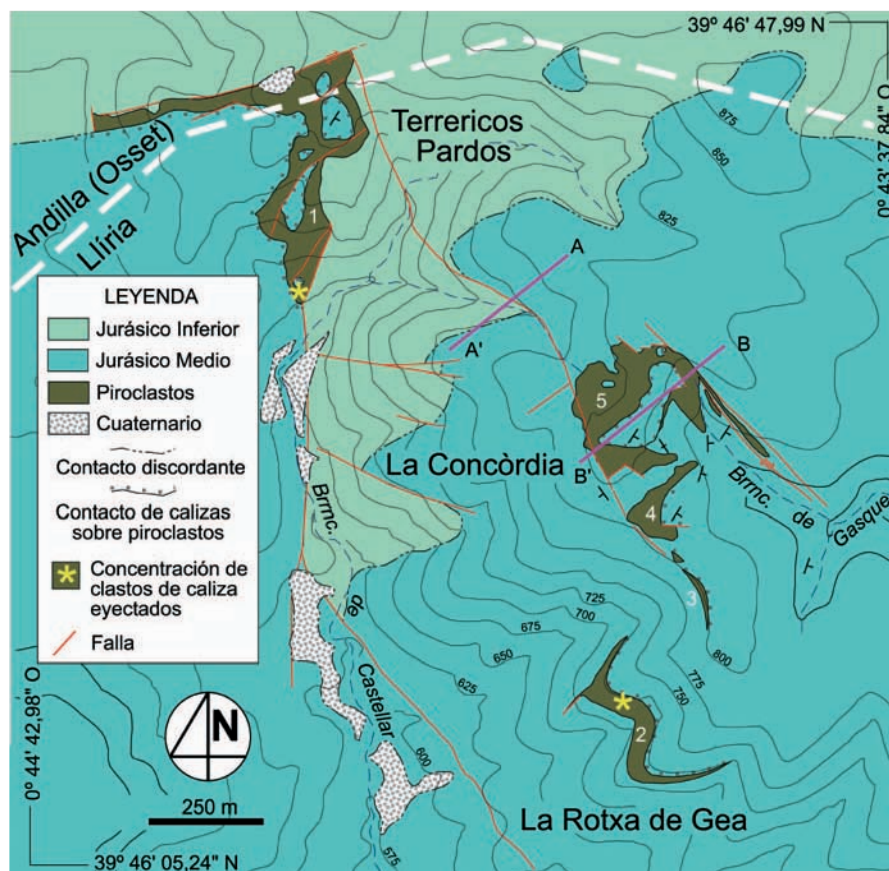 39º 46' 47,99 N
0º 43' 37,84" O
Terrericos
Pardos
Andilla (Osset)
Llíria
875
850
825
1
A
A'
LEYENDA
Jurásico Inferior
Jurásico Medio
Piroclastos
Cuaternario
Contacto discordante
Contacto de calizas
sobre piroclastos
Concentración de
clastos de caliza
eyectados
Falla
B
5
B'
La Concòrdia
4
3
Brrnc. de Gasque
Brrnc. de Castellar
725
700
675
650
625
800
775
750
2
600
575
N
250 m
La Rotxa de Gea
0º 44' 42,98" O
39º 46' 05,24" N